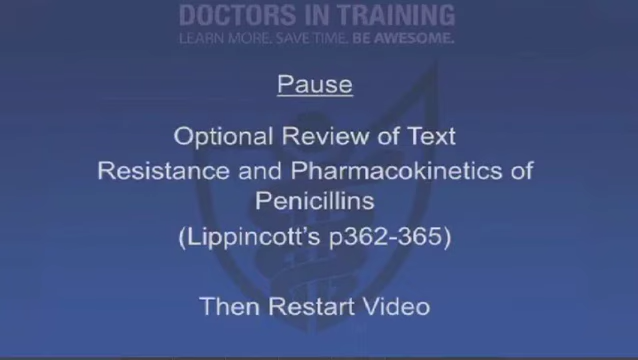 DOCTORS IN TRAINING
LEARN MORE. SAVE TIME. BE AWESOME.
Pause
Optional Review of Text
Resistance and Pharmacokinetics of
Penicillins
(Lippincott's p362-365)
Then Restart Video